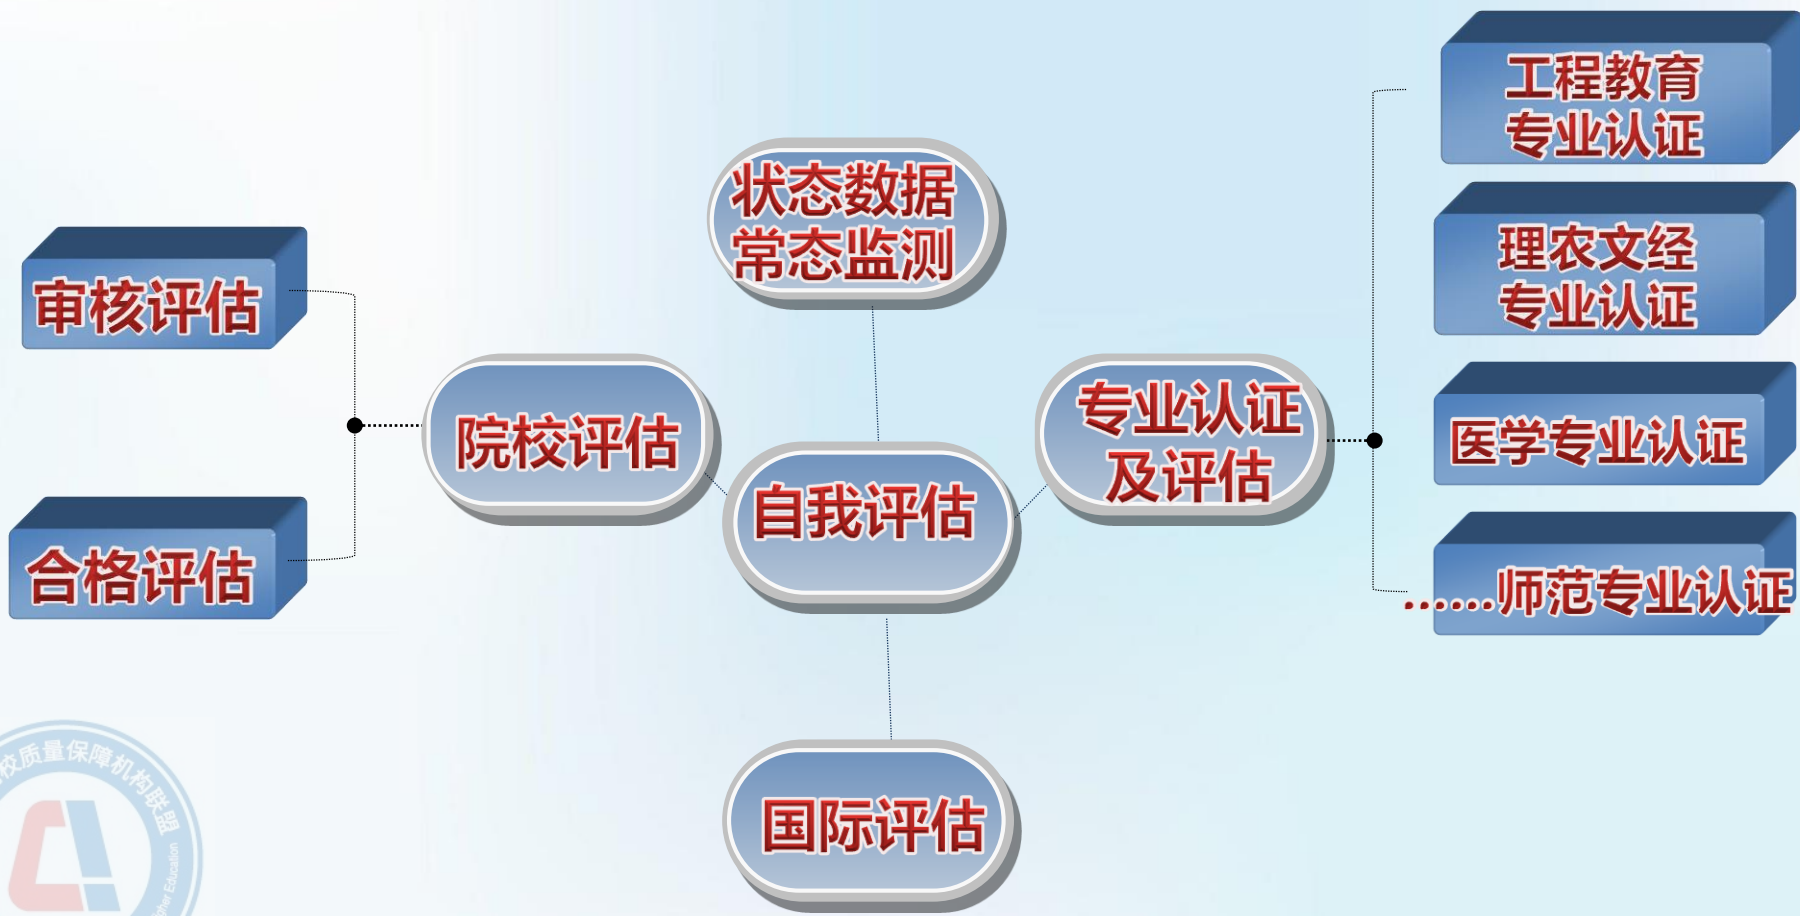 工程教育
专业认证
状态数据
常态监测
理农文经
专业认证
审核评估
院校评估
专业认证
及评估
医学专业认证
自我评估
合格评估
……师范专业认证
国际评估
校质量保障机构联盟
Education